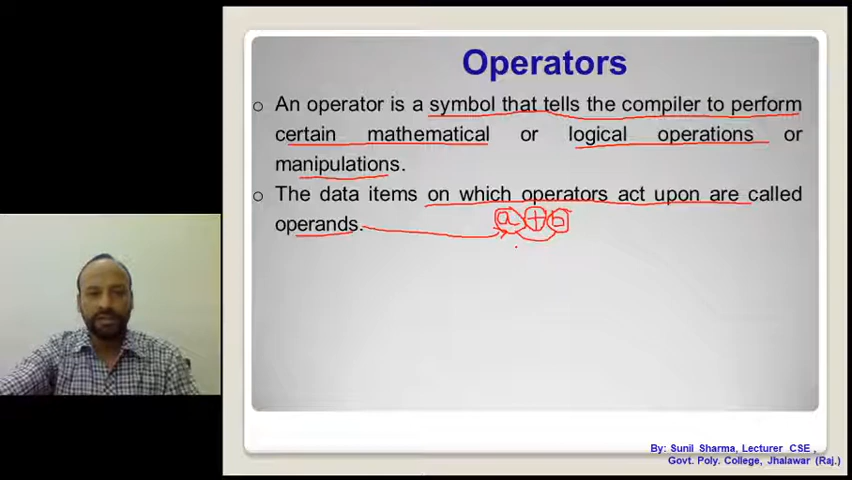 Operators
An operator is a symbol that tells the compiler to perform
certain mathematical or logical operations or
manipulations.
The data items on which operators act upon are called
operands.
a + b
By: Sunil Sharma, Lecturer CSE ,
Govt. Poly. College, Jhalawar (Raj.)